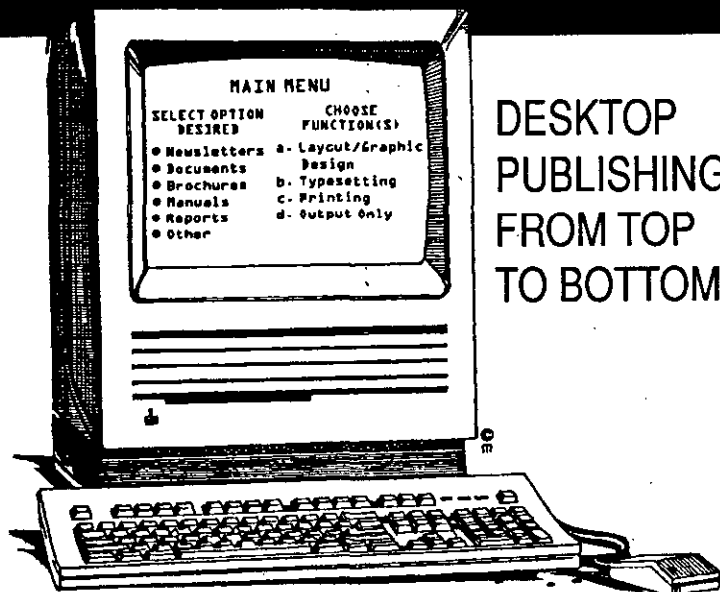 MAIN MENU
SELECT OPTION
DESIRED
• Newsletters
• Documents
• Brochures
• Manuals
• Reports
• Other
CHOOSE
FUNCTION(S)
a. Layout/Graphic
Design
b. Typesetting
c. Printing
d. Output Only
DESKTOP
PUBLISHING
FROM TOP
TO BOTTOM